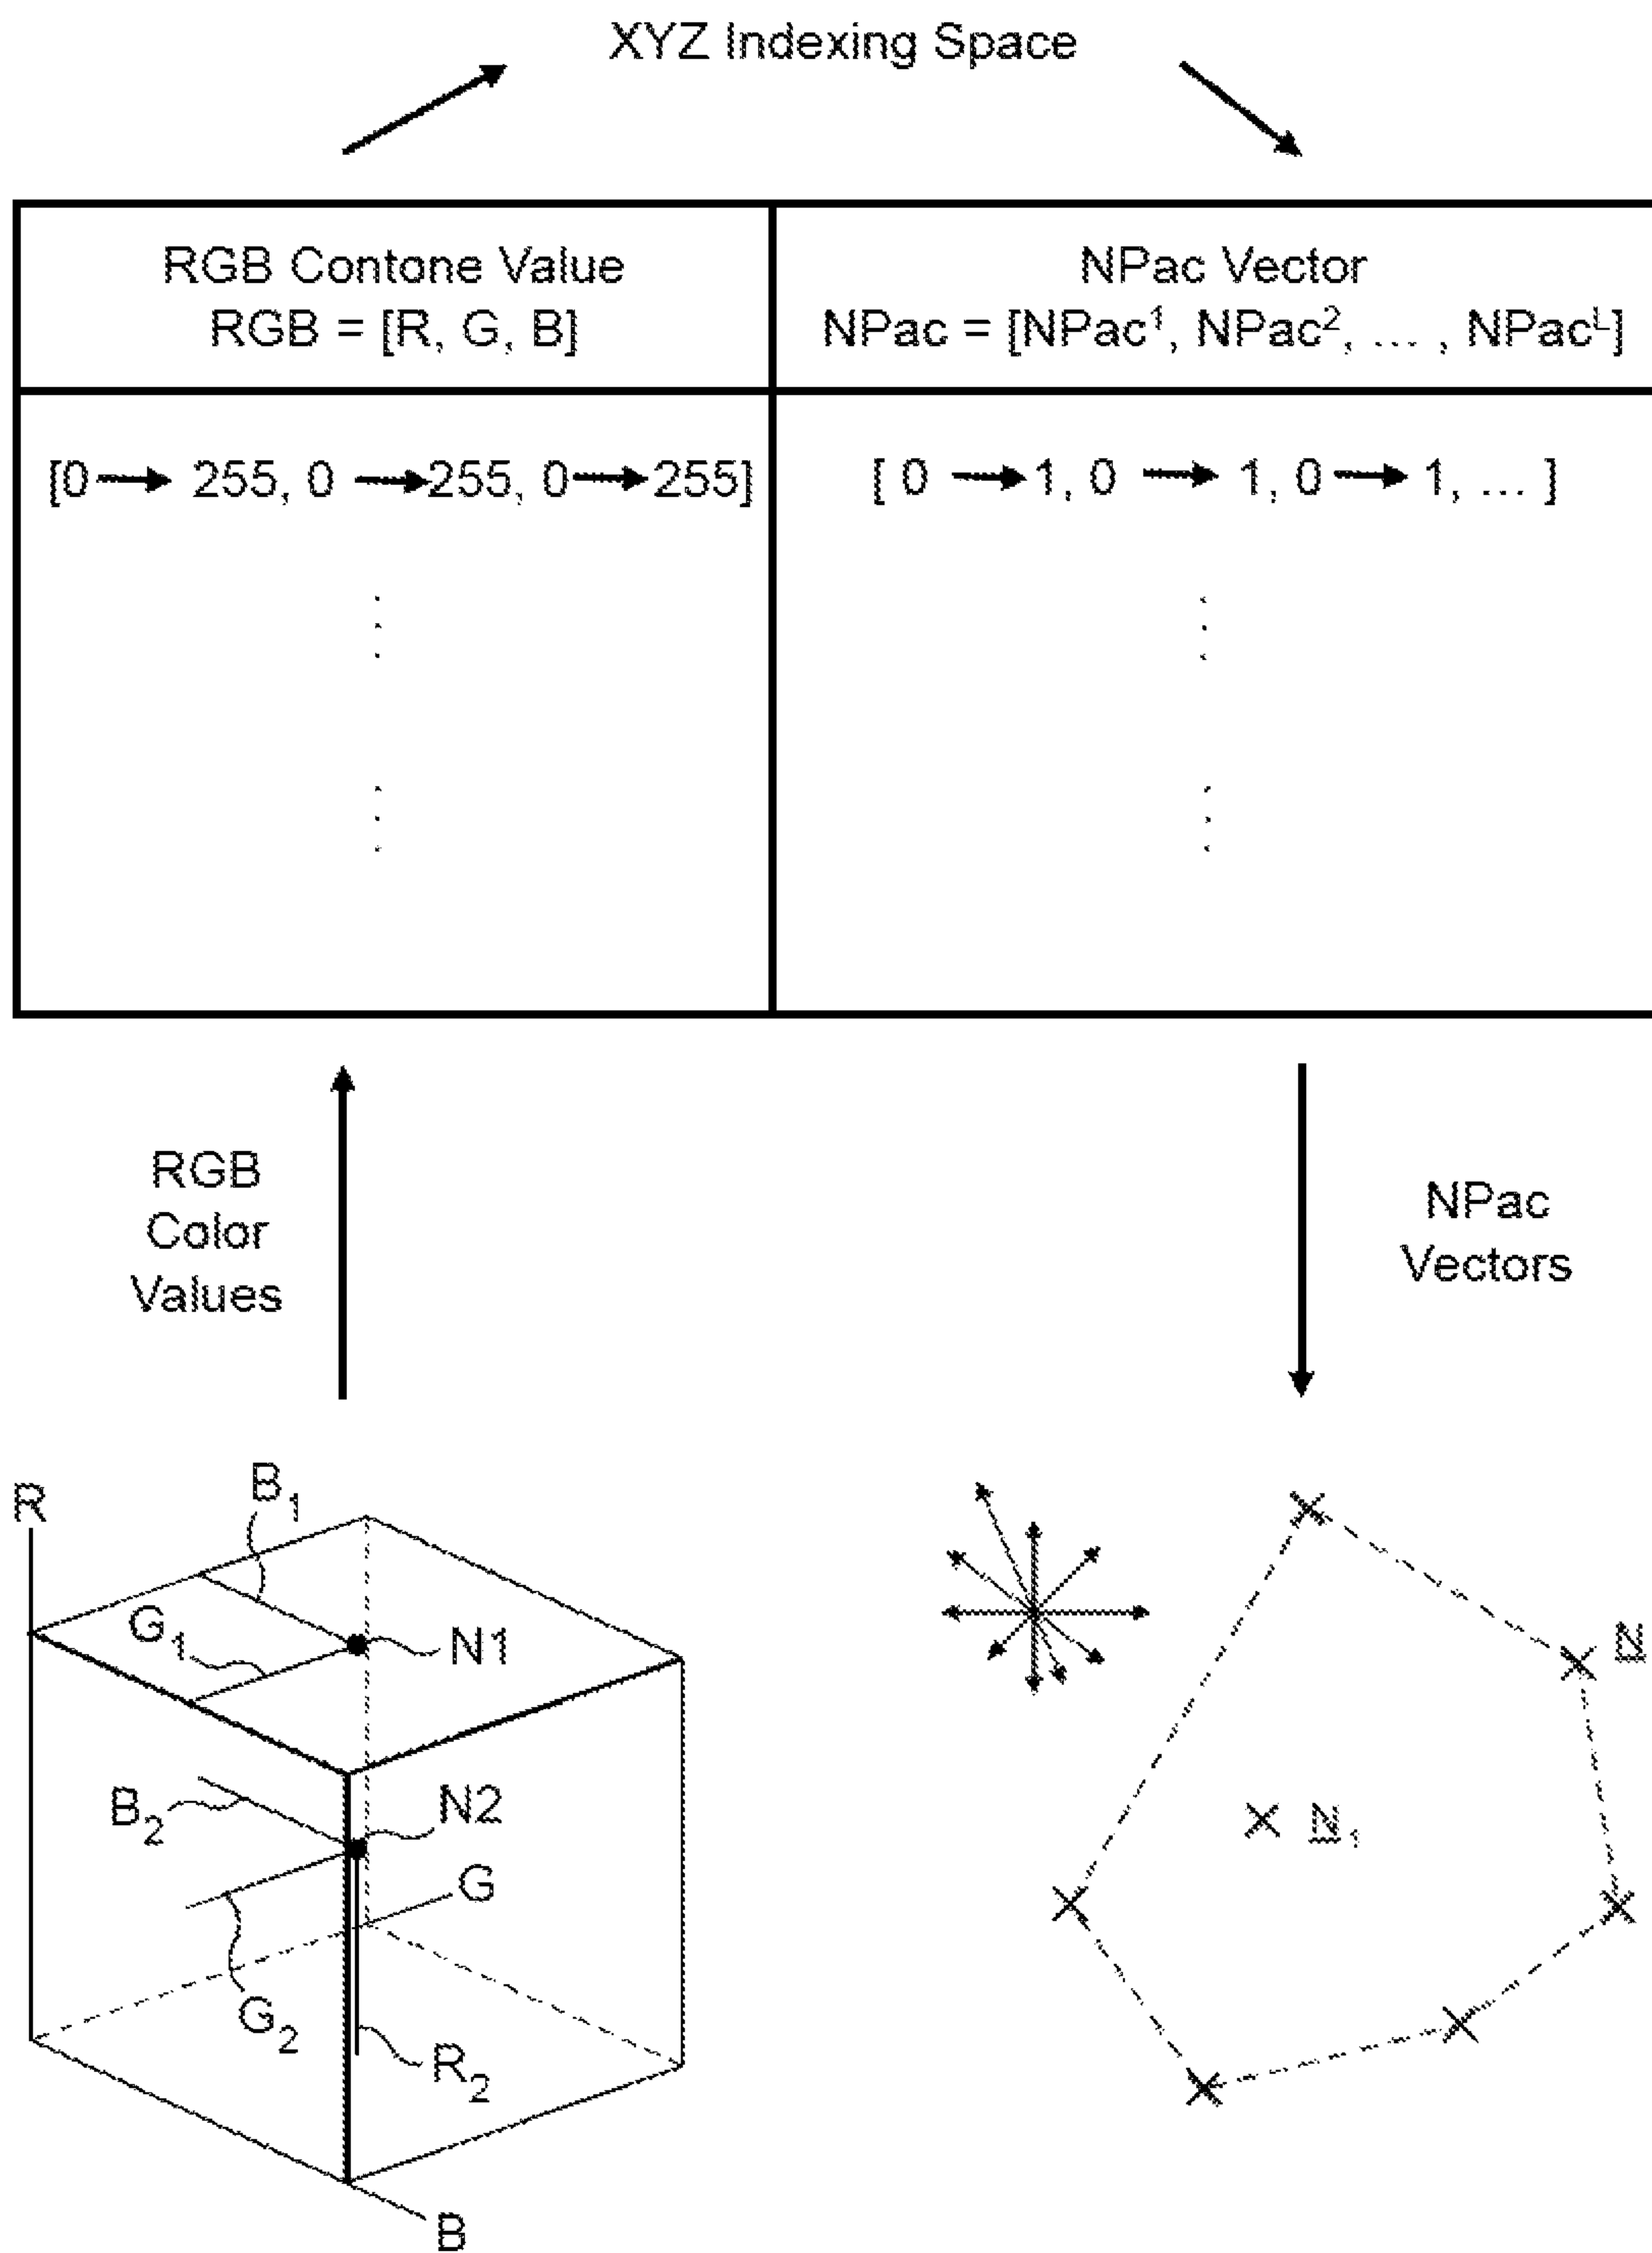 XYZ Indexing Space
RGB Contone Value
RGB = [R, G, B]
NPac Vector
NPac = [NPac¹, NPac², ... , NPacᴸ]
[0 → 255, 0 → 255, 0 → 255]
[ 0 → 1, 0 → 1, 0 → 1, ... ]
RGB
Color
Values
NPac
Vectors
R
B₁
G₁
N1
B₂
N2
G
G₂
R₂
B
N
N₁